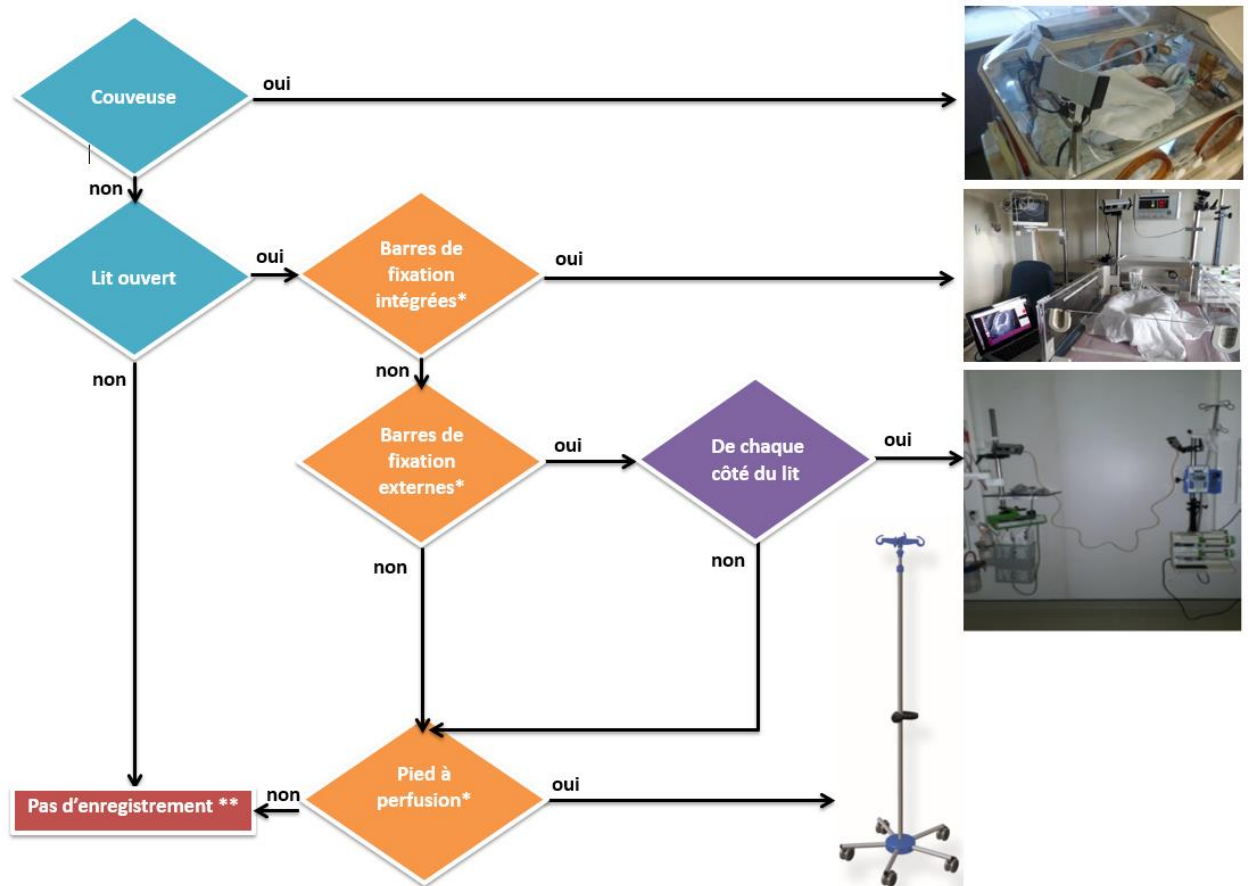 Couveuse
oui
non
Lit ouvert
oui
Barres de
fixation
intégrées*
oui
non
non
Barres de
fixation
externes*
oui
De chaque
côté du lit
oui
non
non
Pas d’enregistrement **
non
Pied à
perfusion*
oui